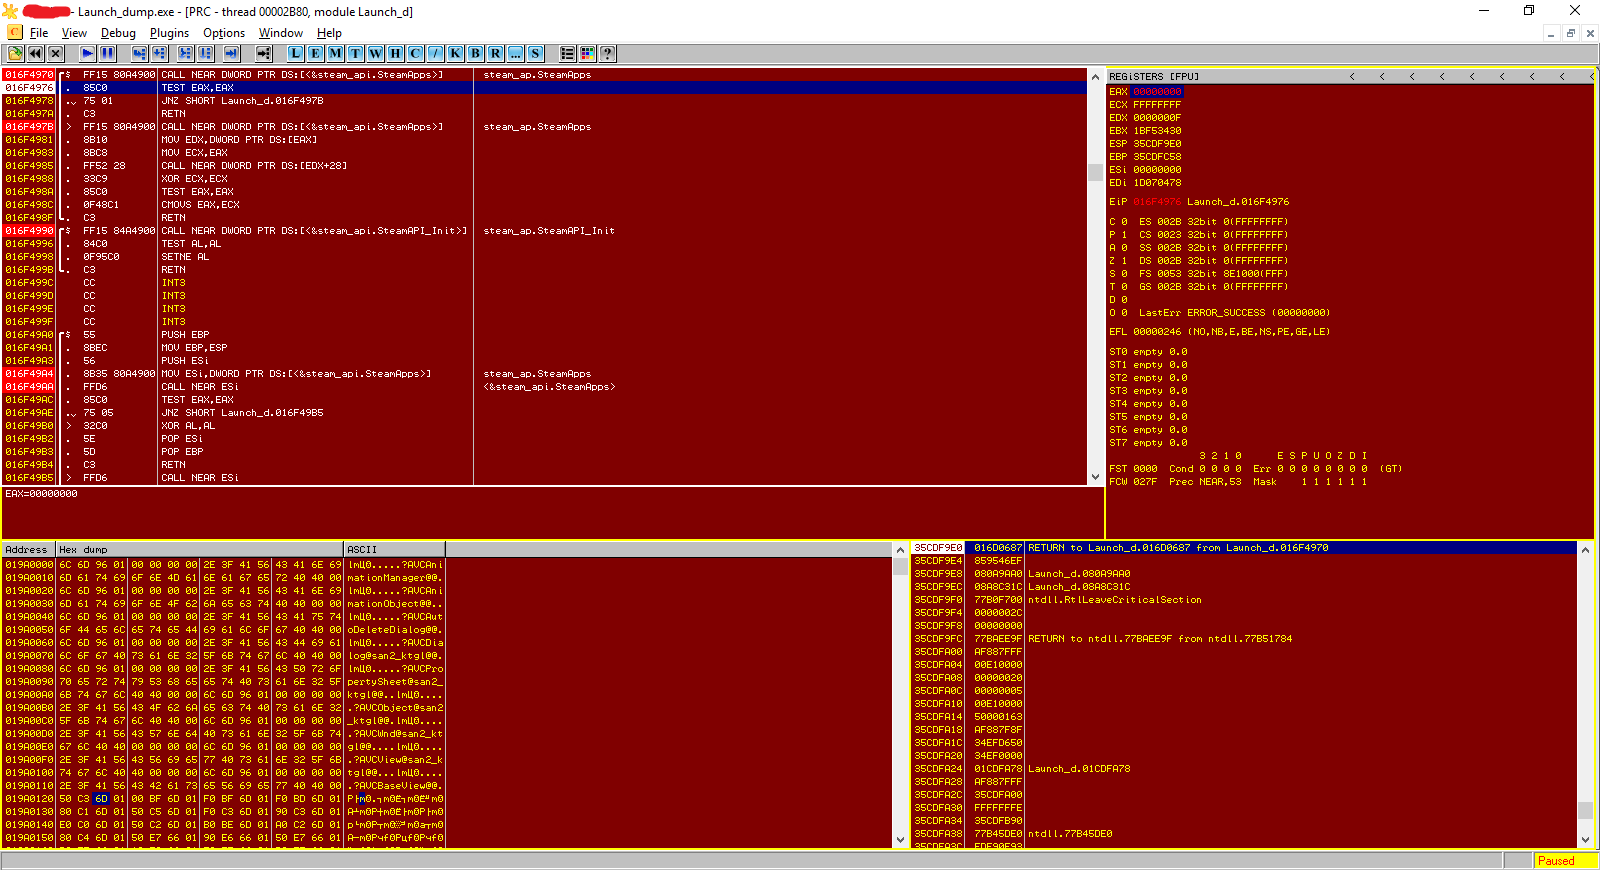 - Launch_dump.exe - [PRC - thread 00002B80, module Launch_d]
C File View Debug Plugins Options Window Help
L E M T W H C / K B R ... S ?
016F4970 $ FF15 80A4900 CALL NEAR DWORD PTR DS:[<&steam_api.SteamApps>] steam_ap.SteamApps
016F4976 . 85C0 TEST EAX,EAX
016F4978 . 75 01 JNZ SHORT Launch_d.016F497B
016F497A . C3 RETN
016F497B > FF15 80A4900 CALL NEAR DWORD PTR DS:[<&steam_api.SteamApps>] steam_ap.SteamApps
016F4981 . 8B10 MOV EDX,DWORD PTR DS:[EAX]
016F4983 . 8BC8 MOV ECX,EAX
016F4985 . FF52 28 CALL NEAR DWORD PTR DS:[EDX+28]
016F4988 . 33C9 XOR ECX,ECX
016F498A . 85C0 TEST EAX,EAX
016F498C . 0F48C1 CMOVS EAX,ECX
016F498F . C3 RETN
016F4990 $ FF15 84A4900 CALL NEAR DWORD PTR DS:[<&steam_api.SteamAPI_Init>] steam_ap.SteamAPI_Init
016F4996 . 84C0 TEST AL,AL
016F4998 . 0F95C0 SETNE AL
016F499B . C3 RETN
016F499C CC INT3
016F499D CC INT3
016F499E CC INT3
016F499F CC INT3
016F49A0 $ 55 PUSH EBP
016F49A1 . 8BEC MOV EBP,ESP
016F49A3 . 56 PUSH ESi
016F49A4 . 8B35 80A4900 MOV ESi,DWORD PTR DS:[<&steam_api.SteamApps>] steam_ap.SteamApps
016F49AA . FFD6 CALL NEAR ESi <&steam_api.SteamApps>
016F49AC . 85C0 TEST EAX,EAX
016F49AE . 75 05 JNZ SHORT Launch_d.016F49B5
016F49B0 > 32C0 XOR AL,AL
016F49B2 . 5E POP ESi
016F49B3 . 5D POP EBP
016F49B4 . C3 RETN
016F49B5 > FFD6 CALL NEAR ESi
EAX=00000000
REGiSTERS [FPU] < < < < < < < < <
EAX 00000000
ECX FFFFFFFF
EDX 0000000F
EBX 1BF53430
ESP 35CDF9E0
EBP 35CDFC58
ESi 00000000
EDi 1D070478
EiP 016F4976 Launch_d.016F4976
C 0 ES 002B 32bit 0(FFFFFFFF)
P 1 CS 0023 32bit 0(FFFFFFFF)
A 0 SS 002B 32bit 0(FFFFFFFF)
Z 1 DS 002B 32bit 0(FFFFFFFF)
S 0 FS 0053 32bit 8E1000(FFF)
T 0 GS 002B 32bit 0(FFFFFFFF)
D 0
O 0 LastErr ERROR_SUCCESS (00000000)
EFL 00000246 (NO,NB,E,BE,NS,PE,GE,LE)
ST0 empty 0.0
ST1 empty 0.0
ST2 empty 0.0
ST3 empty 0.0
ST4 empty 0.0
ST5 empty 0.0
ST6 empty 0.0
ST7 empty 0.0
3 2 1 0 E S P U O Z D I
FST 0000 Cond 0 0 0 0 Err 0 0 0 0 0 0 0 0 (GT)
FCW 027F Prec NEAR,53 Mask 1 1 1 1 1 1
Address Hex dump ASCII
019A0000 6C 6D 96 01 00 00 00 00 2E 3F 41 56 43 41 6E 69 lmЦ0.....?AVCAni
019A0010 6D 61 74 69 6F 6E 4D 61 6E 61 67 65 72 40 40 00 mationManager@@.
019A0020 6C 6D 96 01 00 00 00 00 2E 3F 41 56 43 41 6E 69 lmЦ0.....?AVCAni
019A0030 6D 61 74 69 6F 6E 4F 62 6A 65 63 74 40 40 00 00 mationObject@@..
019A0040 6C 6D 96 01 00 00 00 00 2E 3F 41 56 43 41 75 74 lmЦ0.....?AVCAut
019A0050 6F 44 65 6C 65 74 65 44 69 61 6C 6F 67 40 40 00 oDeleteDialog@@.
019A0060 6C 6D 96 01 00 00 00 00 2E 3F 41 56 43 44 69 61 lmЦ0.....?AVCDia
019A0070 6C 6F 67 40 73 61 6E 32 5F 6B 74 67 6C 40 40 00 log@san2_ktgl@@.
019A0080 6C 6D 96 01 00 00 00 00 2E 3F 41 56 43 50 72 6F lmЦ0.....?AVCPro
019A0090 70 65 72 74 79 53 68 65 65 74 40 73 61 6E 32 5F pertySheet@san2_
019A00A0 6B 74 67 6C 40 40 00 00 6C 6D 96 01 00 00 00 00 ktgl@@..lmЦ0....
019A00B0 2E 3F 41 56 43 4F 62 6A 65 63 74 40 73 61 6E 32 .?AVCObject@san2
019A00C0 5F 6B 74 67 6C 40 40 00 6C 6D 96 01 00 00 00 00 _ktgl@@.lmЦ0....
019A00D0 2E 3F 41 56 43 57 6E 64 40 73 61 6E 32 5F 6B 74 .?AVCWnd@san2_kt
019A00E0 67 6C 40 40 00 00 00 00 6C 6D 96 01 00 00 00 00 gl@@....lmЦ0....
019A00F0 2E 3F 41 56 43 56 69 65 77 40 73 61 6E 32 5F 6B .?AVCView@san2_k
019A0100 74 67 6C 40 40 00 00 00 6C 6D 96 01 00 00 00 00 tgl@@...lmЦ0....
019A0110 2E 3F 41 56 43 42 61 73 65 56 69 65 77 40 40 00 .?AVCBaseView@@.
019A0120 50 C3 6D 01 00 BF 6D 01 F0 BF 6D 01 F0 BD 6D 01
019A0130 80 C1 6D 01 50 C5 6D 01 F0 C3 6D 01 90 C3 6D 01
019A0140 E0 C0 6D 01 50 C2 6D 01 B0 BE 6D 01 A0 C2 6D 01
019A0150 80 C4 6D 01 50 E7 66 01 90 E6 66 01 50 E7 66 01
35CDF9E0 016D0687 RETURN to Launch_d.016D0687 from Launch_d.016F4970
35CDF9E4 859546EF
35CDF9E8 080A9AA0 Launch_d.080A9AA0
35CDF9EC 08A8C31C Launch_d.08A8C31C
35CDF9F0 77B0F700 ntdll.RtlLeaveCriticalSection
35CDF9F4 0000002C
35CDF9F8 00000000
35CDF9FC 77BAEE9F RETURN to ntdll.77BAEE9F from ntdll.77B51784
35CDFA00 AF887FFF
35CDFA04 00E10000
35CDFA08 00000020
35CDFA0C 00000005
35CDFA10 00E10000
35CDFA14 50000163
35CDFA18 AF887F8F
35CDFA1C 34EFD650
35CDFA20 34EF0000
35CDFA24 01CDFA78 Launch_d.01CDFA78
35CDFA28 AF887FFF
35CDFA2C 35CDFA00
35CDFA30 FFFFFFFE
35CDFA34 35CDFB90
35CDFA38 77B45DE0 ntdll.77B45DE0
Paused